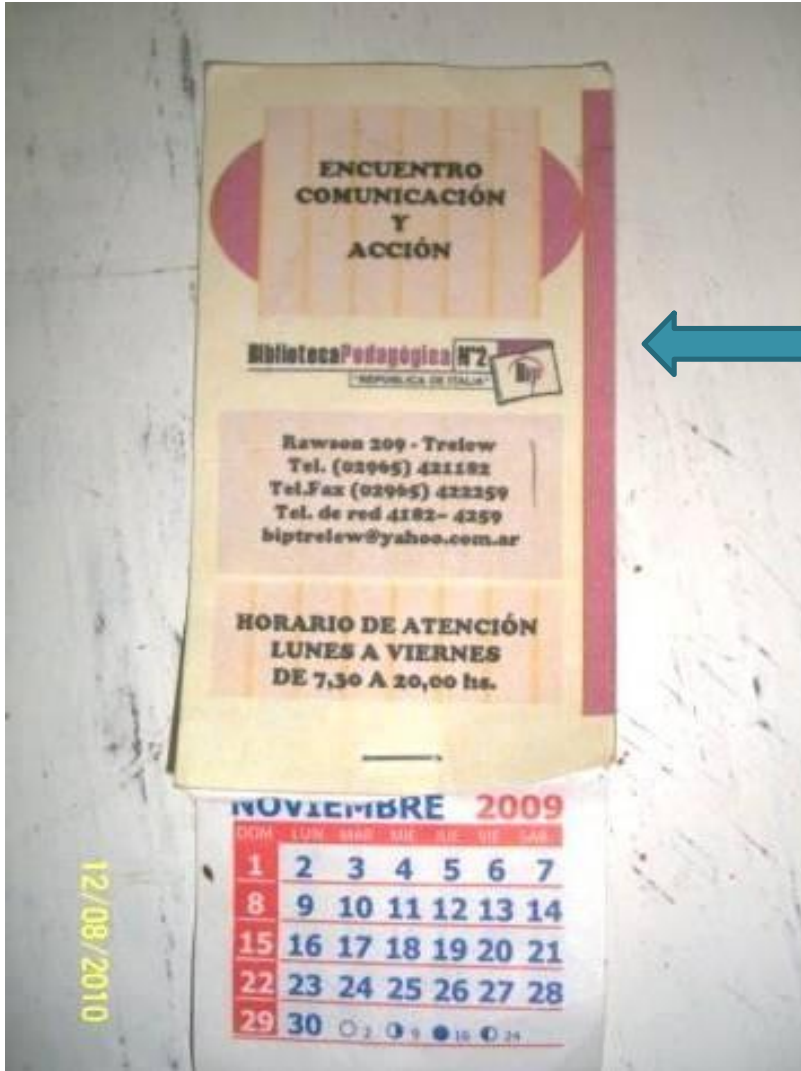 ENCUENTRO
COMUNICACIÓN
Y
ACCIÓN
BibliotecaPedagógica N°2
"REPUBLICA DE ITALIA"
Bip
Rawson 209 - Trelew
Tel. (02965) 421182
Tel.Fax (02965) 422259
Tel. de red 4182- 4259
biptrelew@yahoo.com.ar
HORARIO DE ATENCIÓN
LUNES A VIERNES
DE 7,30 A 20,00 hs.
NOVIEMBRE 2009
DOM LUN MAR MIE JUE VIE SAB
1 2 3 4 5 6 7
8 9 10 11 12 13 14
15 16 17 18 19 20 21
22 23 24 25 26 27 28
29 30 2 9 16 24
12/08/2010